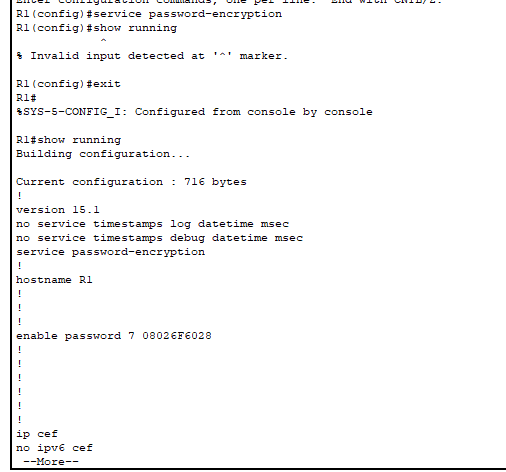 Enter configuration commands, one per line. End with CNTL/Z.
R1(config)#service password-encryption
R1(config)#show running
^
% Invalid input detected at '^' marker.
R1(config)#exit
R1#
%SYS-5-CONFIG_I: Configured from console by console
R1#show running
Building configuration...
Current configuration : 716 bytes
!
version 15.1
no service timestamps log datetime msec
no service timestamps debug datetime msec
service password-encryption
!
hostname R1
!
!
!
enable password 7 08026F6028
!
!
!
!
!
!
ip cef
no ipv6 cef
--More--